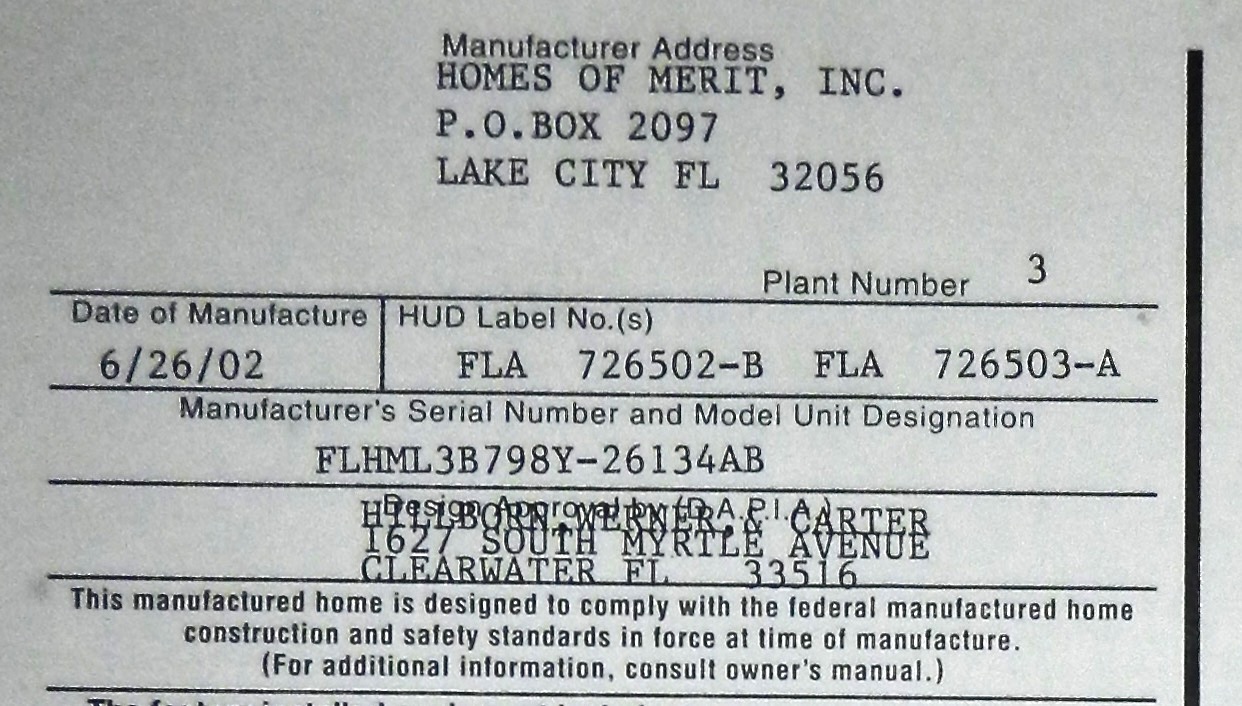 Manufacturer Address
HOMES OF MERIT, INC.
P.O.BOX 2097
LAKE CITY FL 32056
Plant Number 3
Date of Manufacture HUD Label No.(s)
6/26/02 FLA 726502-B FLA 726503-A
Manufacturer's Serial Number and Model Unit Designation
FLHML3B798Y-26134AB
Design Approval by (D.A.P.I.A.)
HILLBORN,WERNER,& CARTER
1627 SOUTH MYRTLE AVENUE
CLEARWATER FL 33516
This manufactured home is designed to comply with the federal manufactured home
construction and safety standards in force at time of manufacture.
(For additional information, consult owner's manual.)